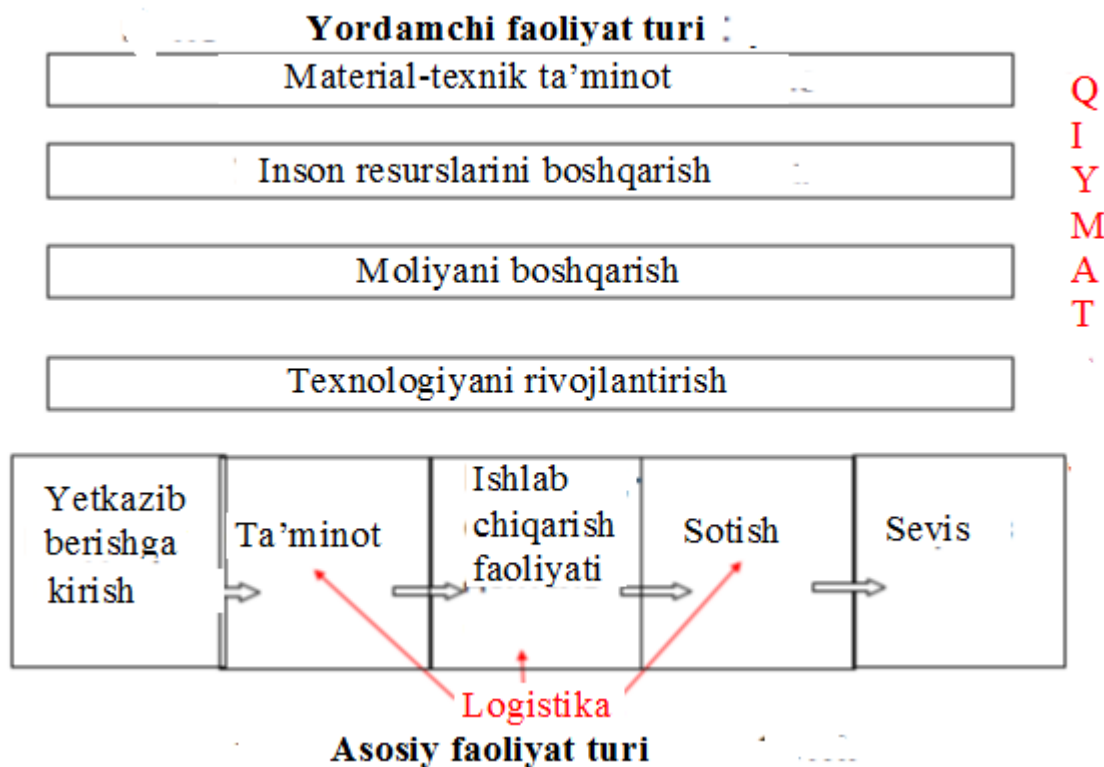 Yordamchi faoliyat turi :
Material-texnik ta’minot
Inson resurslarini boshqarish
Moliyani boshqarish
Texnologiyani rivojlantirish
Q
I
Y
M
A
T
Yetkazib
berishga
kirish
Ta’minot
Ishlab
chiqarish
faoliyati
Sotish
Sevis
Logistika
Asosiy faoliyat turi